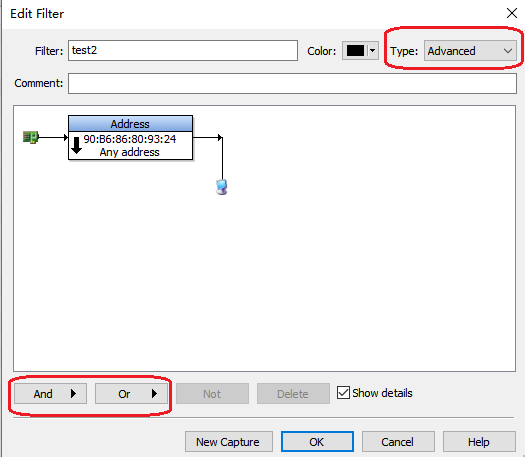 Edit Filter
Filter: test2 Color: Type: Advanced
Comment:
Address
90:B6:86:80:93:24
Any address
And Or Not Delete Show details
New Capture OK Cancel Help